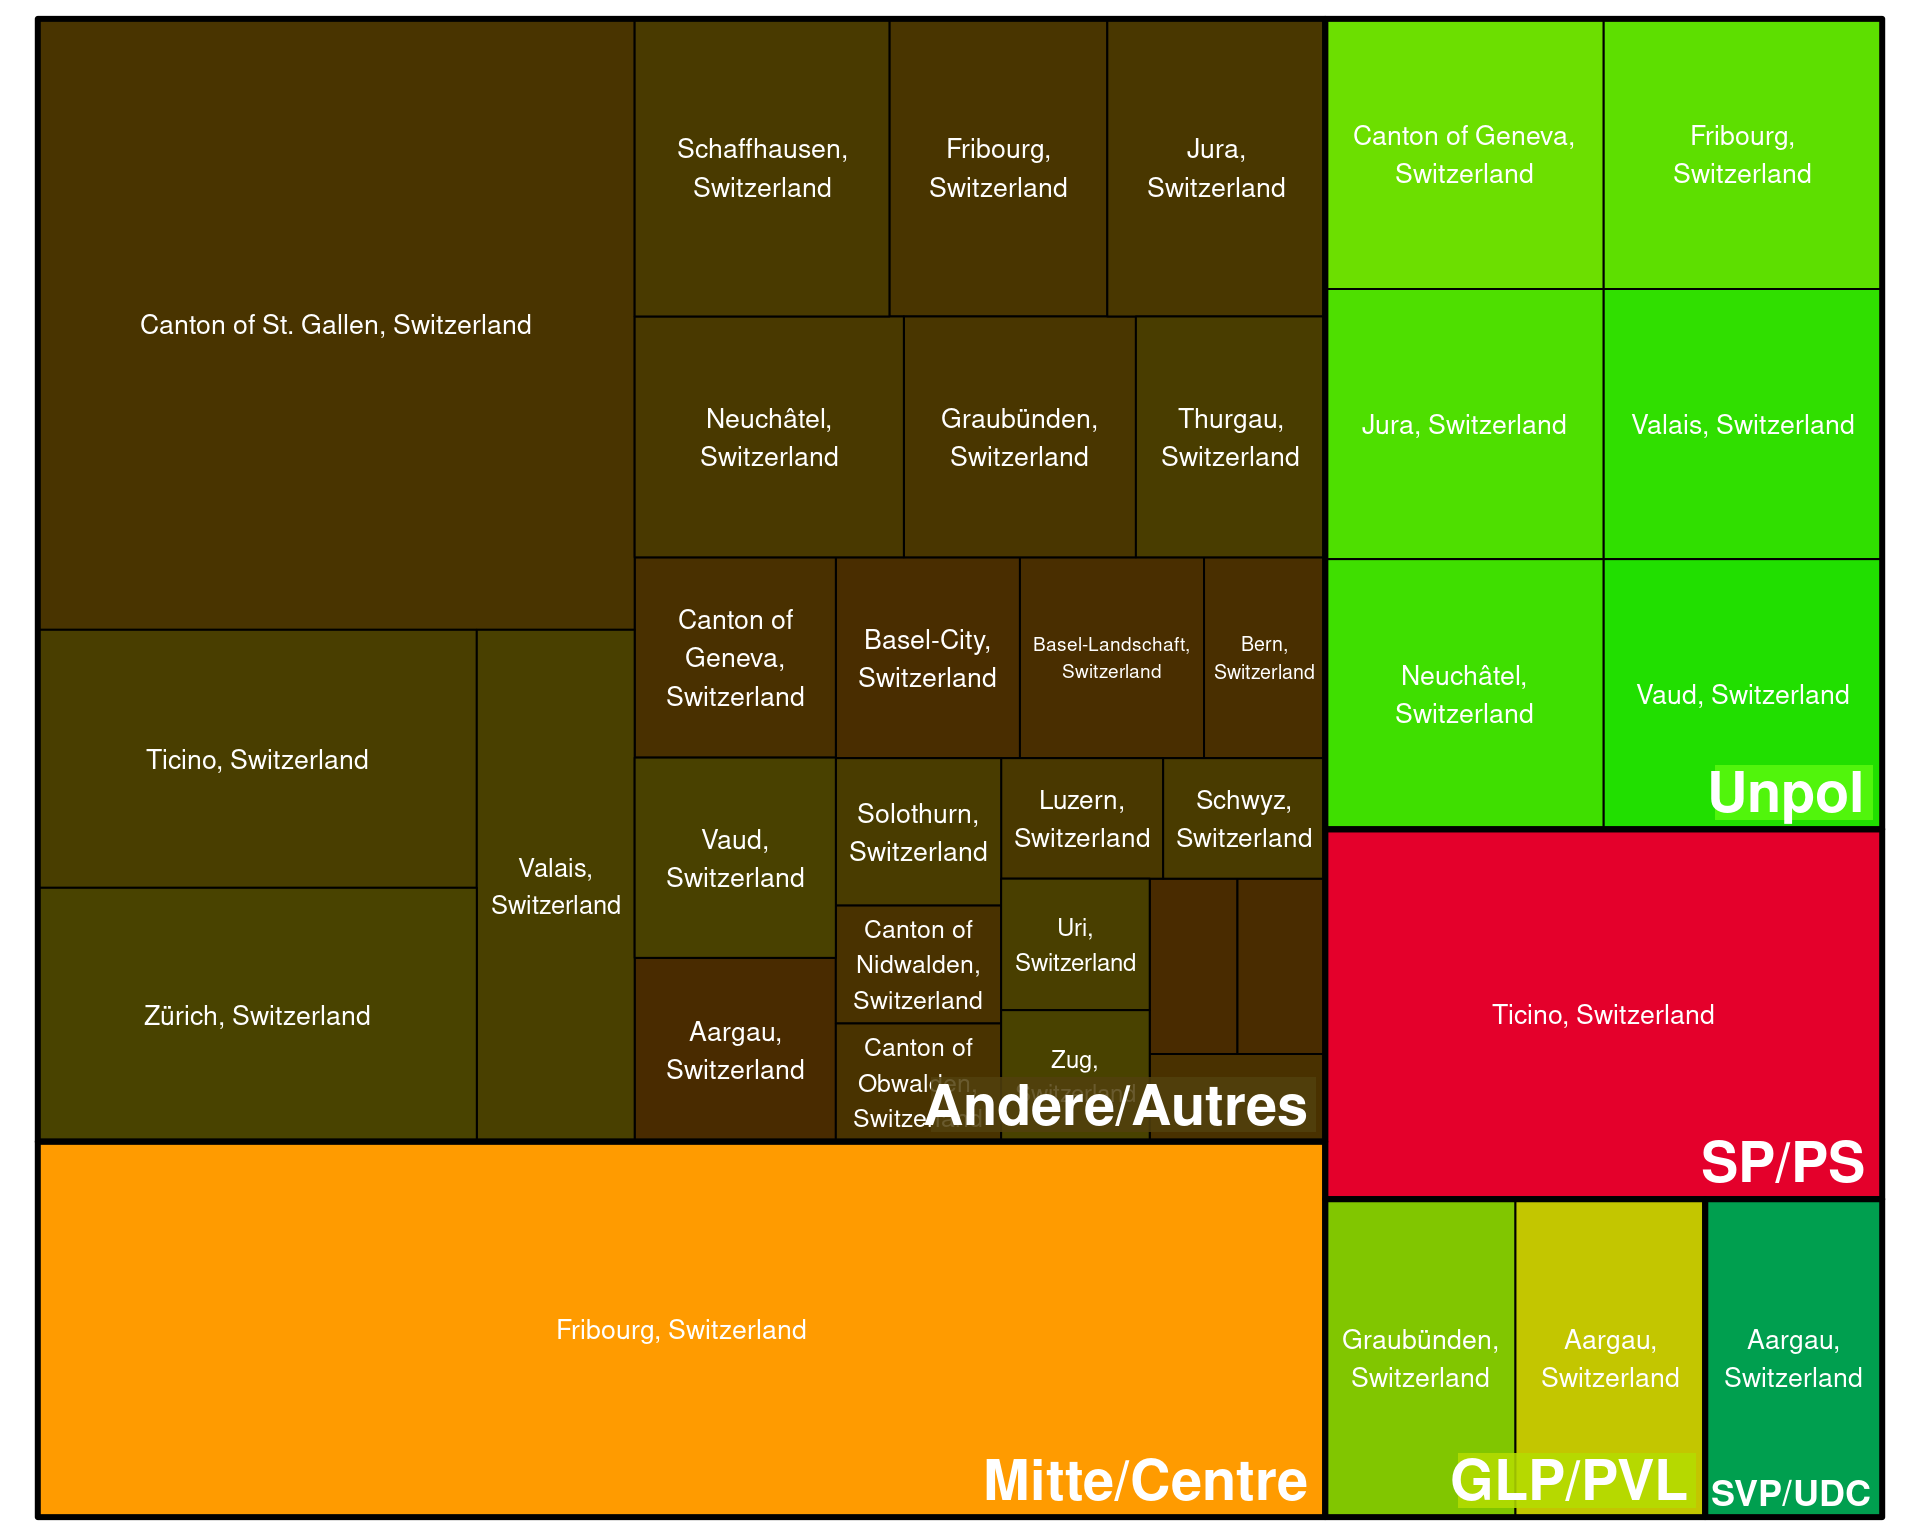 Canton of St. Gallen, Switzerland
Schaffhausen,
Switzerland
Fribourg,
Switzerland
Jura,
Switzerland
Neuchâtel,
Switzerland
Graubünden,
Switzerland
Thurgau,
Switzerland
Ticino, Switzerland
Zürich, Switzerland
Valais,
Switzerland
Canton of
Geneva,
Switzerland
Basel-City,
Switzerland
Basel-Landschaft,
Switzerland
Bern,
Switzerland
Vaud,
Switzerland
Aargau,
Switzerland
Solothurn,
Switzerland
Luzern,
Switzerland
Schwyz,
Switzerland
Canton of
Nidwalden,
Switzerland
Uri,
Switzerland
Canton of
Obwalden,
Switzerland
Zug,
Switzerland
Andere/Autres
Fribourg, Switzerland
Mitte/Centre
Canton of Geneva,
Switzerland
Fribourg,
Switzerland
Jura, Switzerland
Valais, Switzerland
Neuchâtel,
Switzerland
Vaud, Switzerland
Unpol
Ticino, Switzerland
SP/PS
Graubünden,
Switzerland
Aargau,
Switzerland
GLP/PVL
Aargau,
Switzerland
SVP/UDC